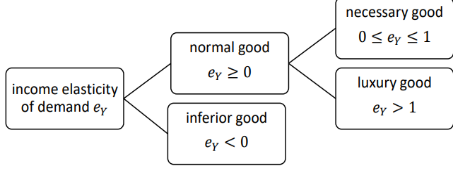 necessary good
0 ≤ e_Y ≤ 1
normal good
e_Y ≥ 0
luxury good
e_Y > 1
income elasticity
of demand e_Y
inferior good
e_Y < 0